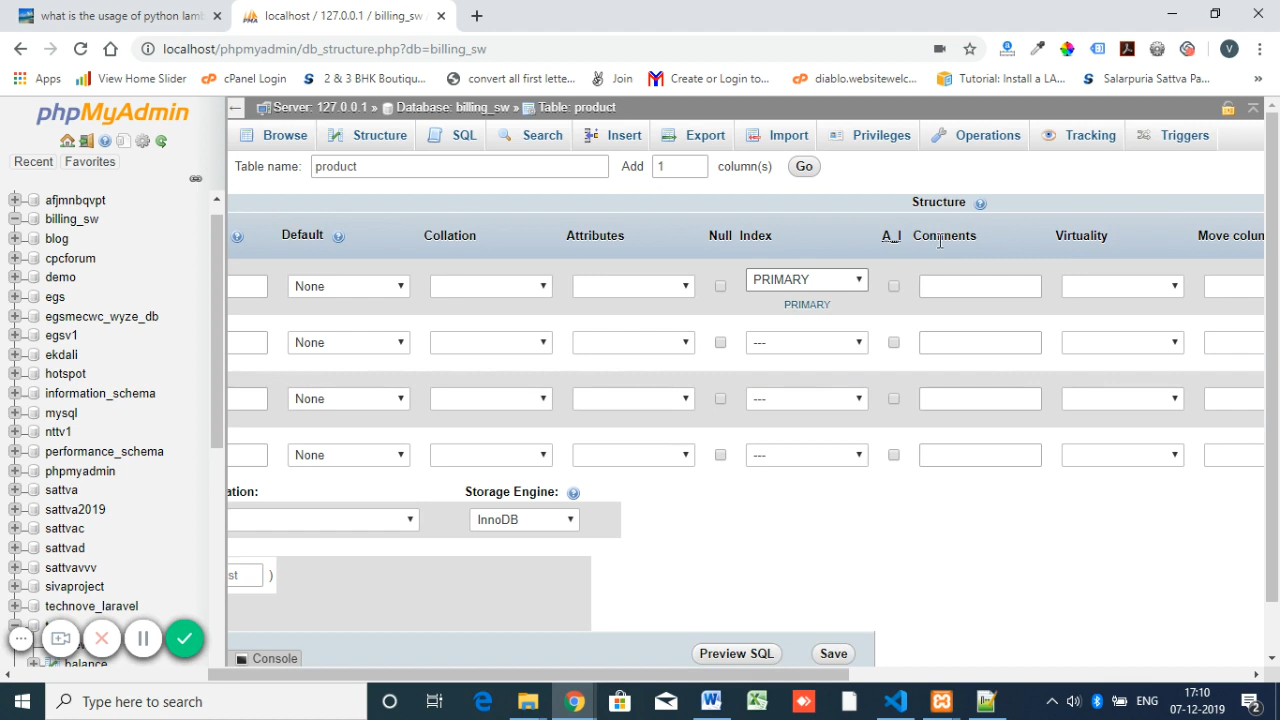 what is the usage of python lam
localhost / 127.0.0.1 / billing_sw
localhost/phpmyadmin/db_structure.php?db=billing_sw
V
Apps
View Home Slider
cPanel Login
2 & 3 BHK Boutiqu...
convert all first lette...
Join
Create or Login to...
diablo.websitewelc...
Tutorial: Install a LA...
Salarpuria Sattva Pa...
phpMyAdmin
Recent
Favorites
afjmnbqvpt
billing_sw
blog
cpcforum
demo
egs
egsmecwc_wyze_db
egsv1
ekdali
hotspot
information_schema
mysql
nttv1
performance_schema
phpmyadmin
sattva
sattva2019
sattvac
sattvad
sattvavvv
sivaproject
technove_laravel
balance
Server: 127.0.0.1 » Database: billing_sw » Table: product
Browse
Structure
SQL
Search
Insert
Export
Import
Privileges
Operations
Tracking
Triggers
Table name: product Add 1 column(s) Go
Structure
Default Collation Attributes Null Index A_I Comments Virtuality Move colum
None PRIMARY
PRIMARY
None ---
None ---
None ---
ation: Storage Engine:
InnoDB
st )
Preview SQL Save
Console
Type here to search
ENG
17:10
07-12-2019
2